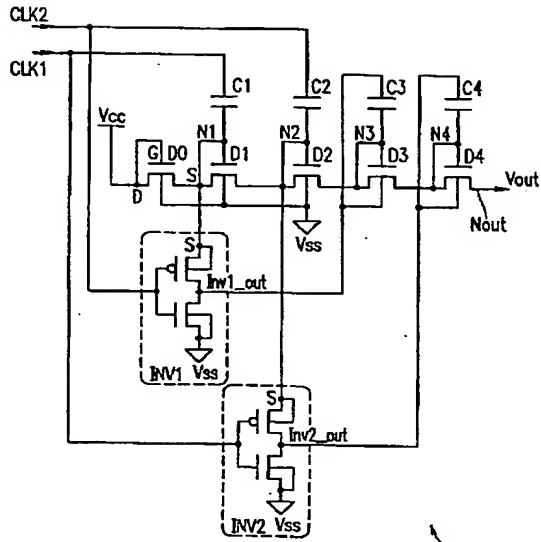 CLK2
CLK1
C1
C2
C3
C4
Vcc
N1
N2
N3
N4
G
D0
D1
D2
D3
D4
S
D
Vout
Nout
Vss
S
Inv1_out
Vss
INV1
S
Inv2_out
Vss
INV2